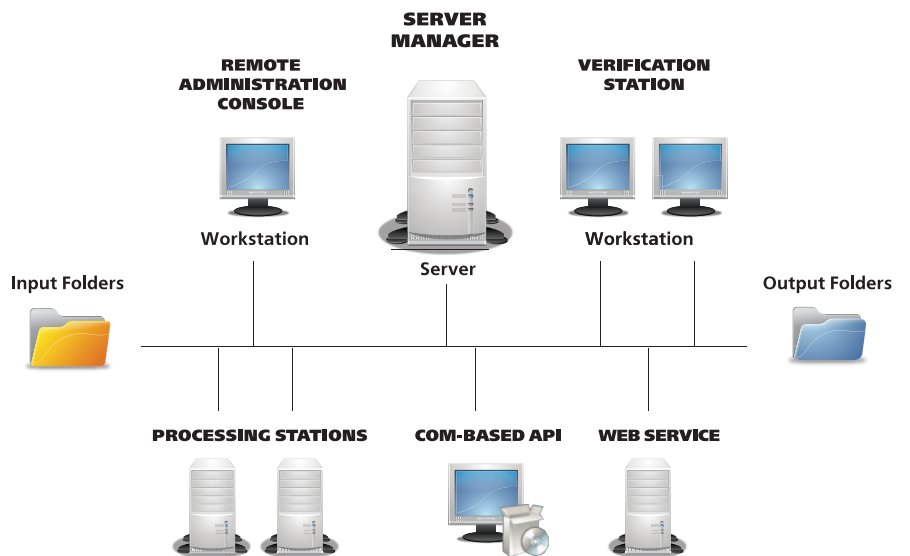 SERVER
MANAGER
REMOTE
ADMINISTRATION
CONSOLE
VERIFICATION
STATION
Workstation
Server
Workstation
Input Folders
Output Folders
PROCESSING STATIONS
COM-BASED API
WEB SERVICE